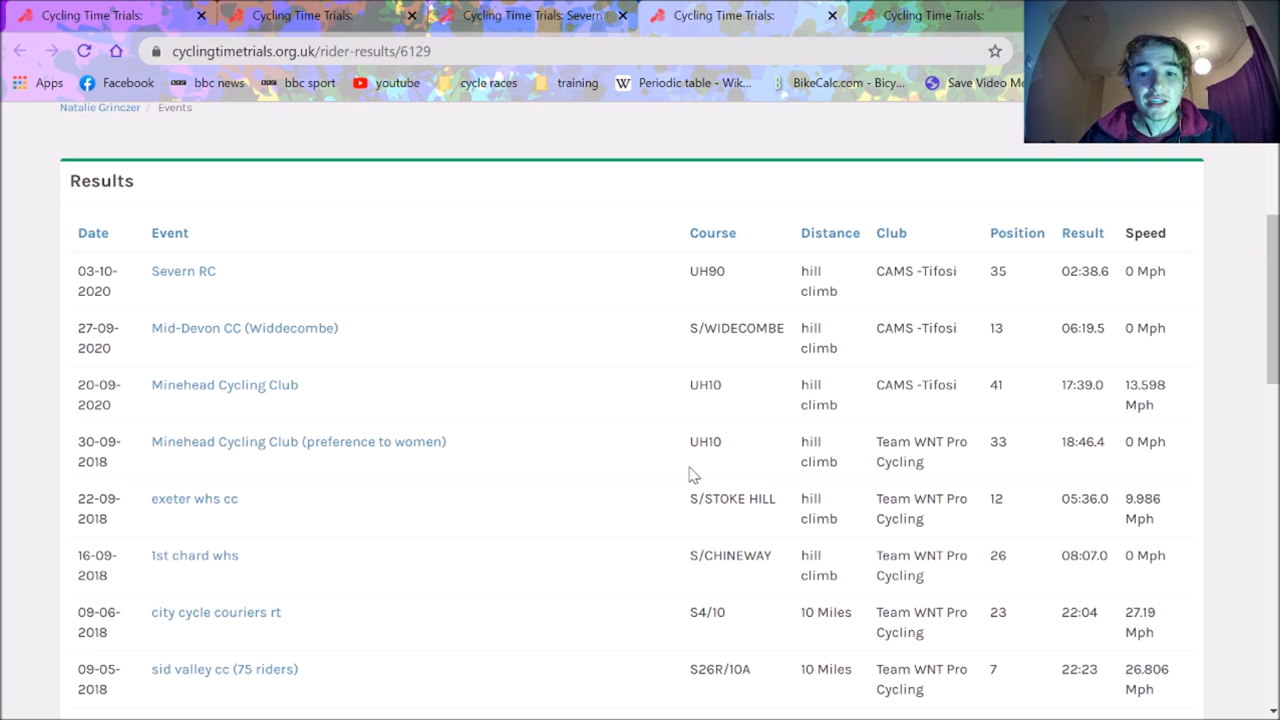 Cycling Time Trials: Cycling Time Trials: Cycling Time Trials: Severn Cycling Time Trials: Cycling Time Trials:
cyclingtimetrials.org.uk/rider-results/6129
Apps Facebook bbc news bbc sport youtube cycle races training Periodic table - Wik... BikeCalc.com - Bicy... Save Video Me
Natalie Grinczer / Events
Results
Date Event Course Distance Club Position Result Speed
03-10- Severn RC UH90 hill CAMS -Tifosi 35 02:38.6 0 Mph
2020 climb
27-09- Mid-Devon CC (Widdecombe) S/WIDECOMBE hill CAMS -Tifosi 13 06:19.5 0 Mph
2020 climb
20-09- Minehead Cycling Club UH10 hill CAMS -Tifosi 41 17:39.0 13.598
2020 climb Mph
30-09- Minehead Cycling Club (preference to women) UH10 hill Team WNT Pro 33 18:46.4 0 Mph
2018 climb Cycling
22-09- exeter whs cc S/STOKE HILL hill Team WNT Pro 12 05:36.0 9.986
2018 climb Cycling Mph
16-09- 1st chard whs S/CHINEWAY hill Team WNT Pro 26 08:07.0 0 Mph
2018 climb Cycling
09-06- city cycle couriers rt S4/10 10 Miles Team WNT Pro 23 22:04 27.19
2018 Cycling Mph
09-05- sid valley cc (75 riders) S26R/10A 10 Miles Team WNT Pro 7 22:23 26.806
2018 Cycling Mph